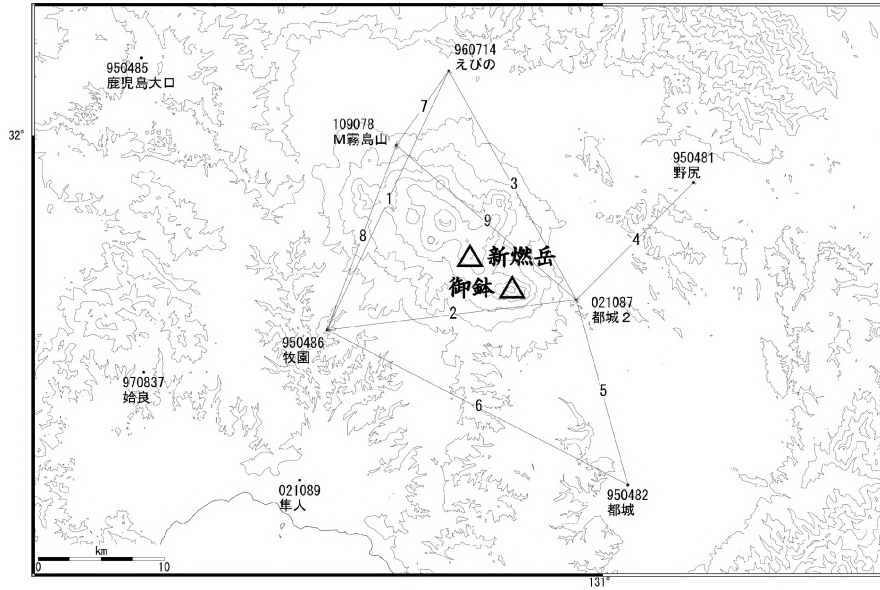 960714
えびの
950485
鹿児島大口
7
109078
M霧島山
32°
950481
野尻
3
1
9
4
8
新燃岳
御鉢
021087
都城2
2
950486
牧園
970837
姶良
5
6
021089
隼人
950482
都城
km
0 10
131°